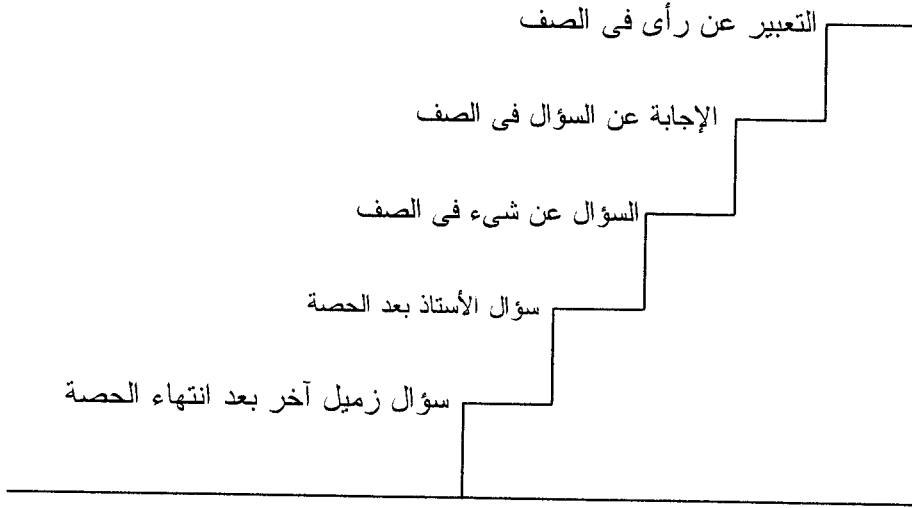 التعبير عن رأى فى الصف
الإجابة عن السؤال فى الصف
السؤال عن شىء فى الصف
سؤال الأستاذ بعد الحصة
سؤال زميل آخر بعد انتهاء الحصة